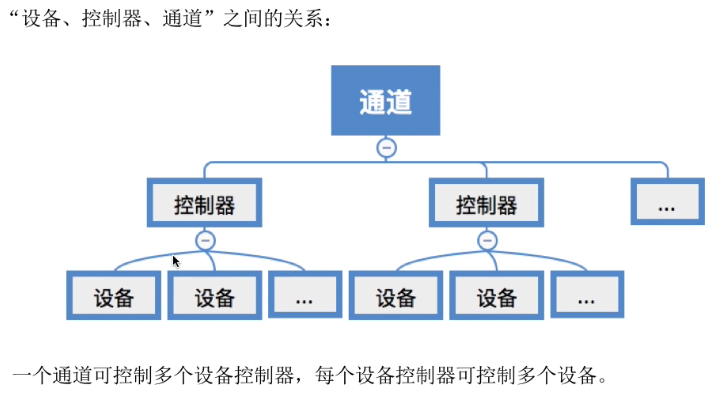 “设备、控制器、通道”之间的关系：
通道
控制器 控制器 ...
设备 设备 ... 设备 设备 ...
一个通道可控制多个设备控制器，每个设备控制器可控制多个设备。